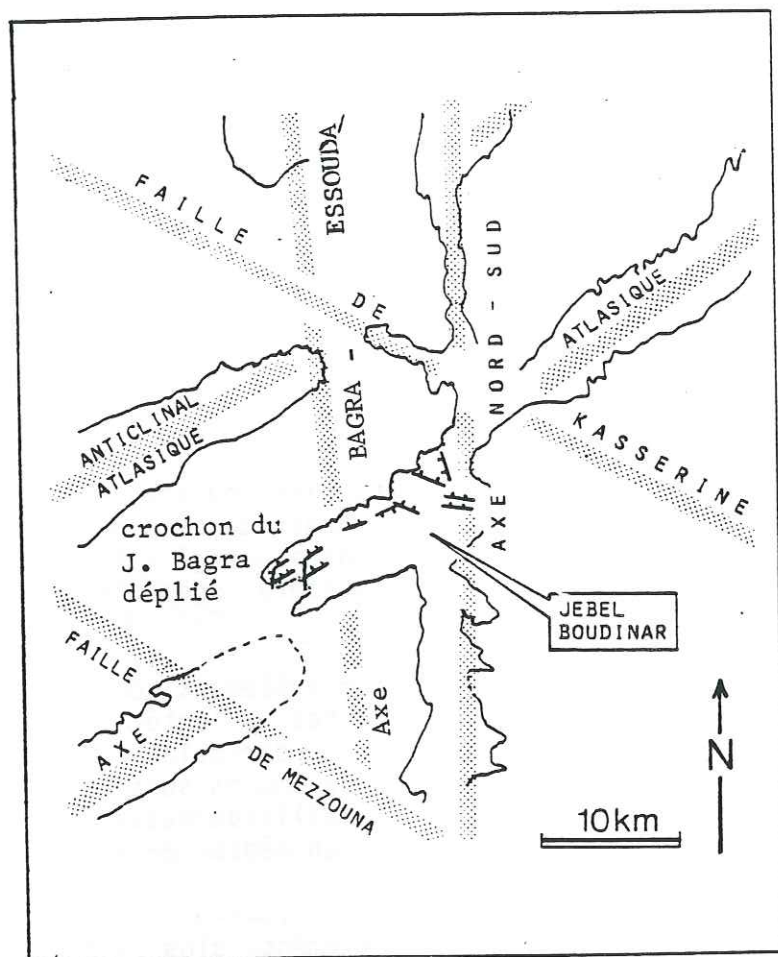 FAILLE DE KASSERINE
ESSOUDA
BAGRA -
Axe
AXE NORD - SUD
ATLASIQUE
ANTICLINAL
ATLASIQUE
crochon du
J. Bagra
déplié
JEBEL
BOUDINAR
FAILLE DE MEZZOUNA
AXE
N
10km